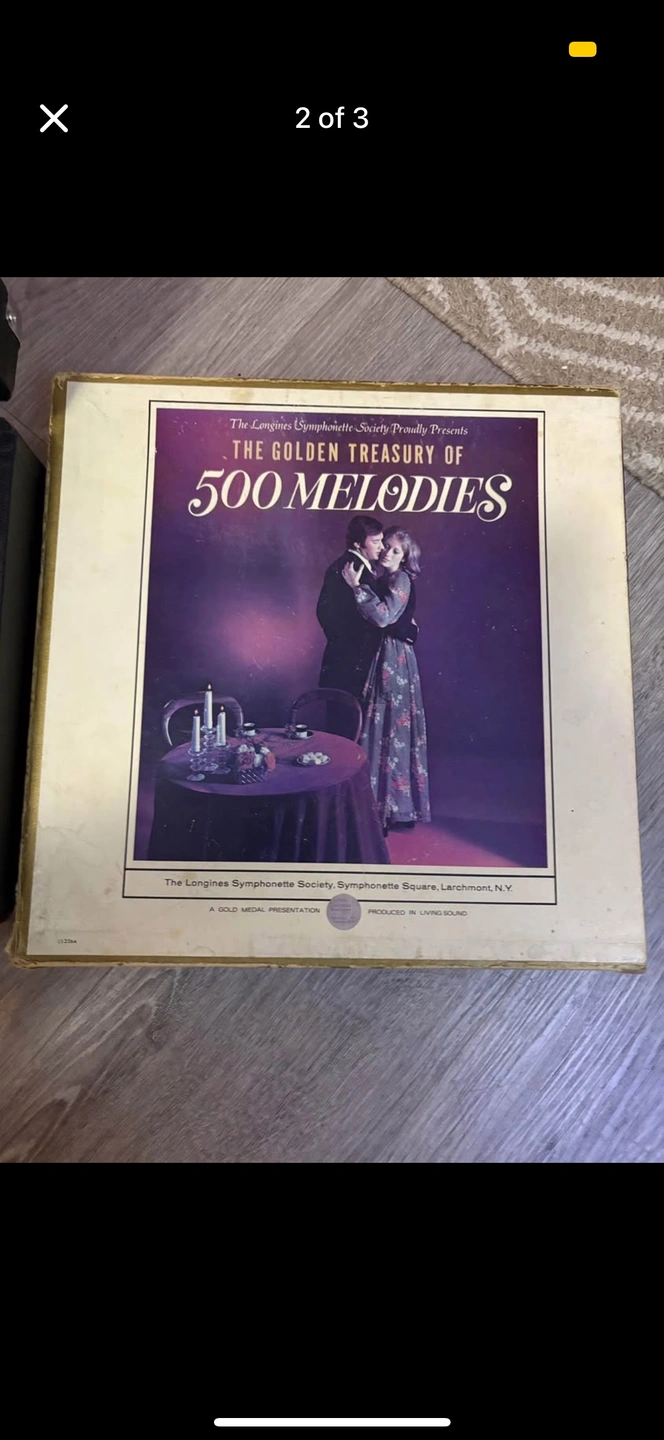 2 of 3
The Longines Symphonette Society Proudly Presents
THE GOLDEN TREASURY OF
500 MELODIES
The Longines Symphonette Society, Symphonette Square, Larchmont, N.Y.
A GOLD MEDAL PRESENTATION PRODUCED IN LIVING SOUND